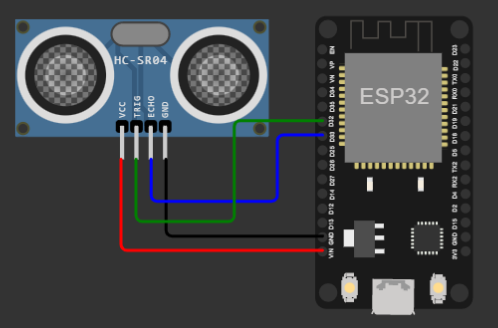 HC-SR04
VCC
TRIG
ECHO
GND
ESP32
EN
VP
VN
D34
D35
D32
D33
D25
D26
D27
D14
D12
D13
GND
VIN
D23
D22
TX0
RX0
D21
D19
D18
D5
TX2
RX2
D4
D2
D15
GND
3V3